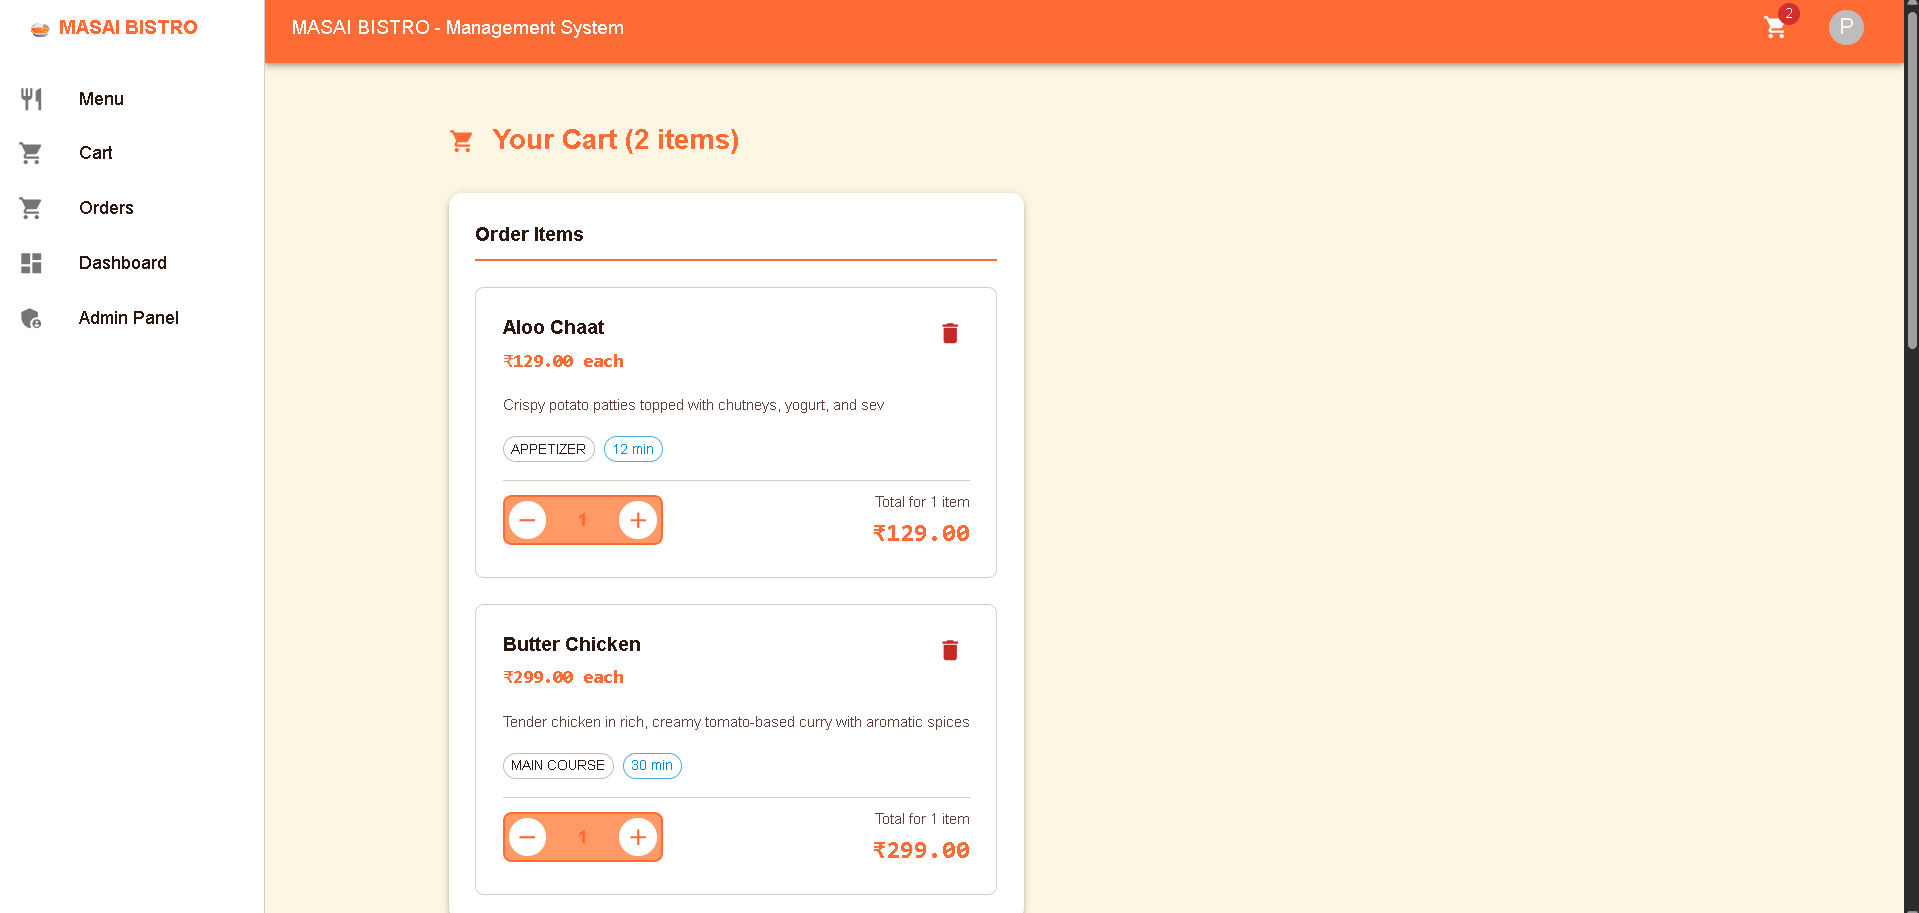 MASAI BISTRO
MASAI BISTRO - Management System
2
P
Menu
Cart
Orders
Dashboard
Admin Panel
Your Cart (2 items)
Order Items
Aloo Chaat
₹129.00 each
Crispy potato patties topped with chutneys, yogurt, and sev
APPETIZER 12 min
1
Total for 1 item
₹129.00
Butter Chicken
₹299.00 each
Tender chicken in rich, creamy tomato-based curry with aromatic spices
MAIN COURSE 30 min
1
Total for 1 item
₹299.00